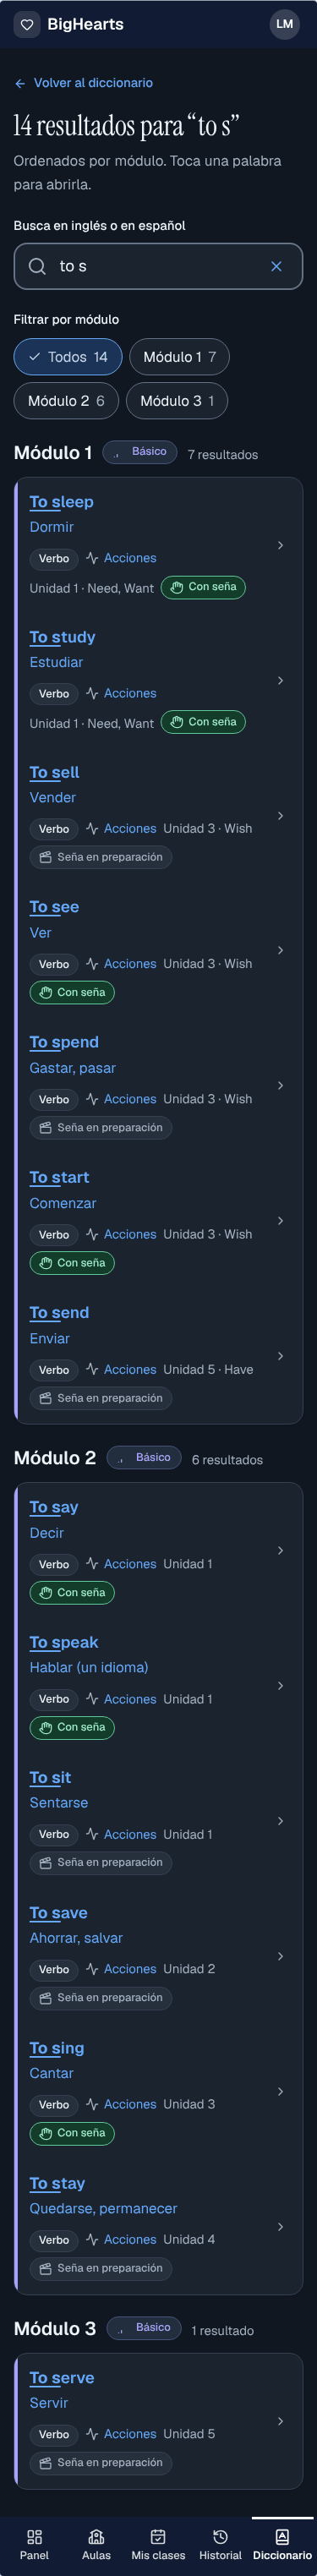 BigHearts
LM
Volver al diccionario
14 resultados para “to s”
Ordenados por módulo. Toca una palabra
para abrirla.
Busca en inglés o en español
to s
Filtrar por módulo
Todos 14
Módulo 1 7
Módulo 2 6
Módulo 3 1
Módulo 1 Básico 7 resultados
To sleep
Dormir
Verbo Acciones
Unidad 1 · Need, Want Con seña
To study
Estudiar
Verbo Acciones
Unidad 1 · Need, Want Con seña
To sell
Vender
Verbo Acciones Unidad 3 · Wish
Seña en preparación
To see
Ver
Verbo Acciones Unidad 3 · Wish
Con seña
To spend
Gastar, pasar
Verbo Acciones Unidad 3 · Wish
Seña en preparación
To start
Comenzar
Verbo Acciones Unidad 3 · Wish
Con seña
To send
Enviar
Verbo Acciones Unidad 5 · Have
Seña en preparación
Módulo 2 Básico 6 resultados
To say
Decir
Verbo Acciones Unidad 1
Con seña
To speak
Hablar (un idioma)
Verbo Acciones Unidad 1
Con seña
To sit
Sentarse
Verbo Acciones Unidad 1
Seña en preparación
To save
Ahorrar, salvar
Verbo Acciones Unidad 2
Seña en preparación
To sing
Cantar
Verbo Acciones Unidad 3
Con seña
To stay
Quedarse, permanecer
Verbo Acciones Unidad 4
Seña en preparación
Módulo 3 Básico 1 resultado
To serve
Servir
Verbo Acciones Unidad 5
Seña en preparación
Panel Aulas Mis clases Historial Diccionario